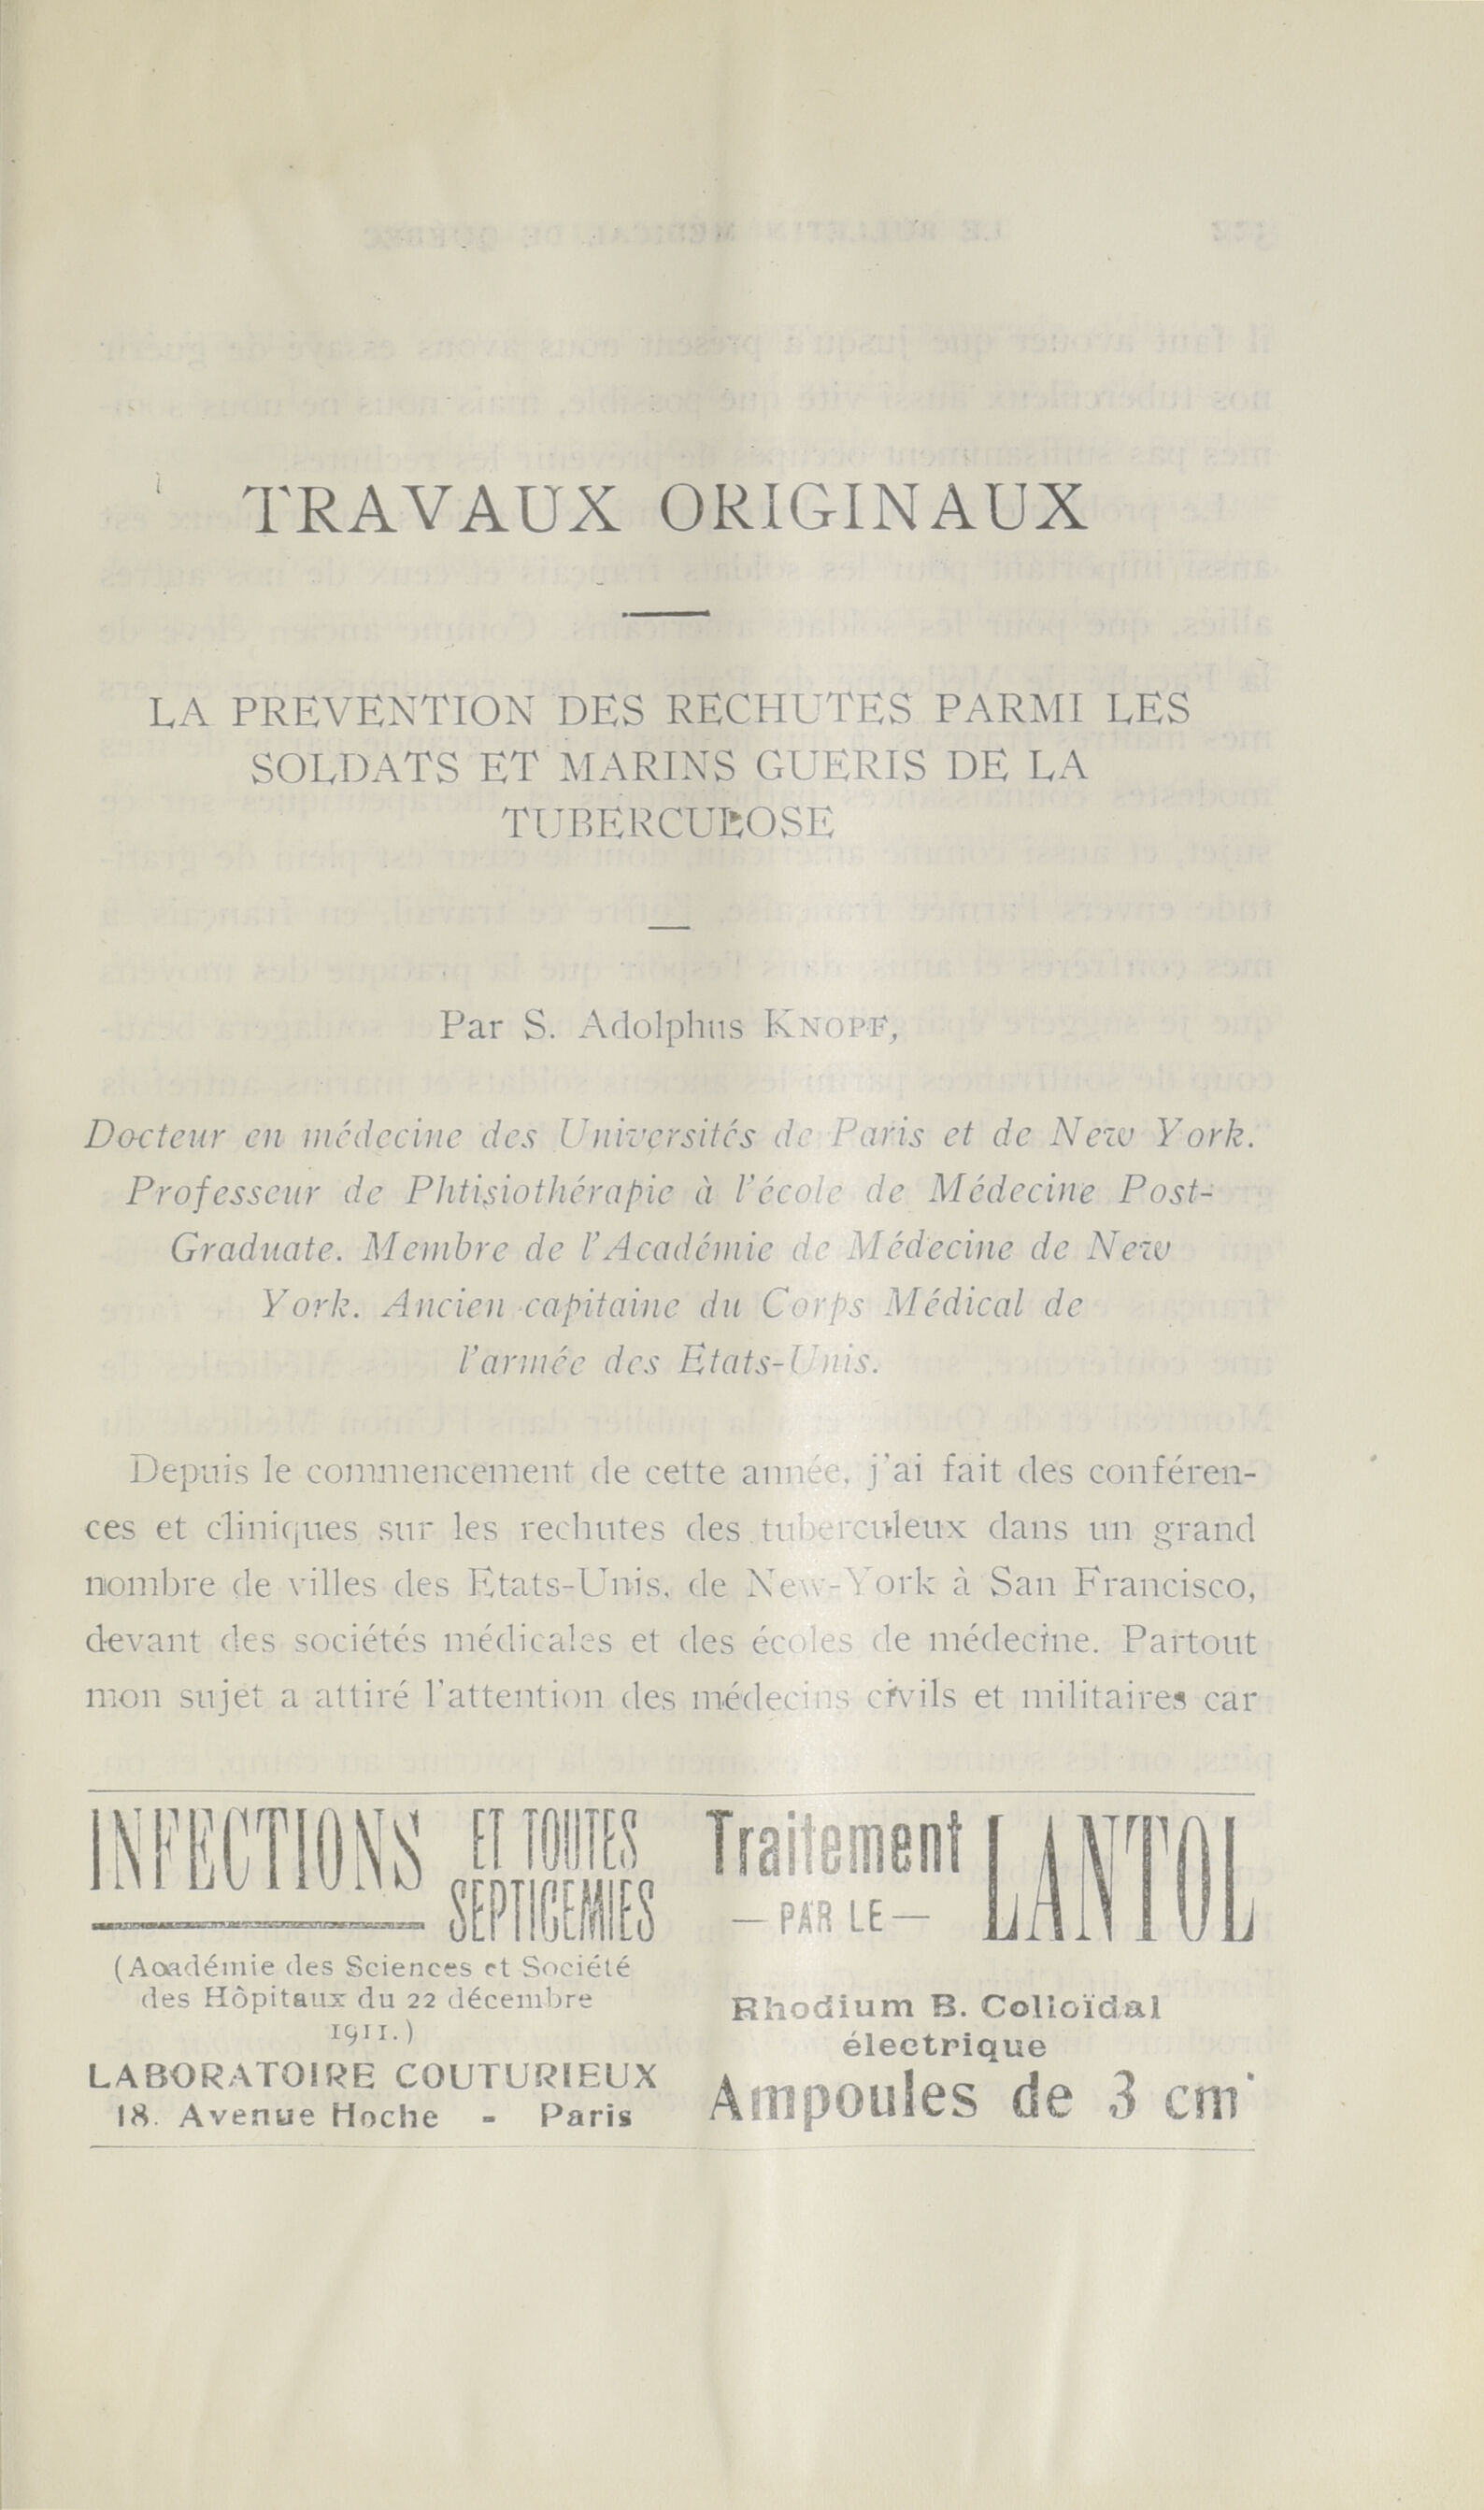 TRAVAUX ORIGINAUX
LA PREVENTION DES RECHUTES PARMI LES
SOLDATS ET MARINS GUERIS DE LA
TUBERCULOSE
Par S. Adolphus KNOPF,
Docteur en médecine des Universités de Paris et de New York.
Professeur de Phtisiothérapie à l'école de Médecine Post-
Graduate. Membre de l'Académie de Médecine de New
York. Ancien capitaine du Corps Médical de
l'armée des Etats-Unis.
Depuis le commencement de cette année, j'ai fait des conféren-
ces et cliniques sur les rechutes des tuberculeux dans un grand
nombre de villes des Etats-Unis, de New-York à San Francisco,
devant des sociétés médicales et des écoles de médecine. Partout
mon sujet a attiré l'attention des médecins civils et militaires car
INFECTIONS ET TOUTES
SEPTICEMIES
(Académie des Sciences et Société
des Hôpitaux du 22 décembre
1911.)
LABORATOIRE COUTURIEUX
18. Avenue Hoche - Paris
Traitement
— PAR LE —
LANTOL
Rhodium B. Colloïdal
électrique
Ampoules de 3 cm